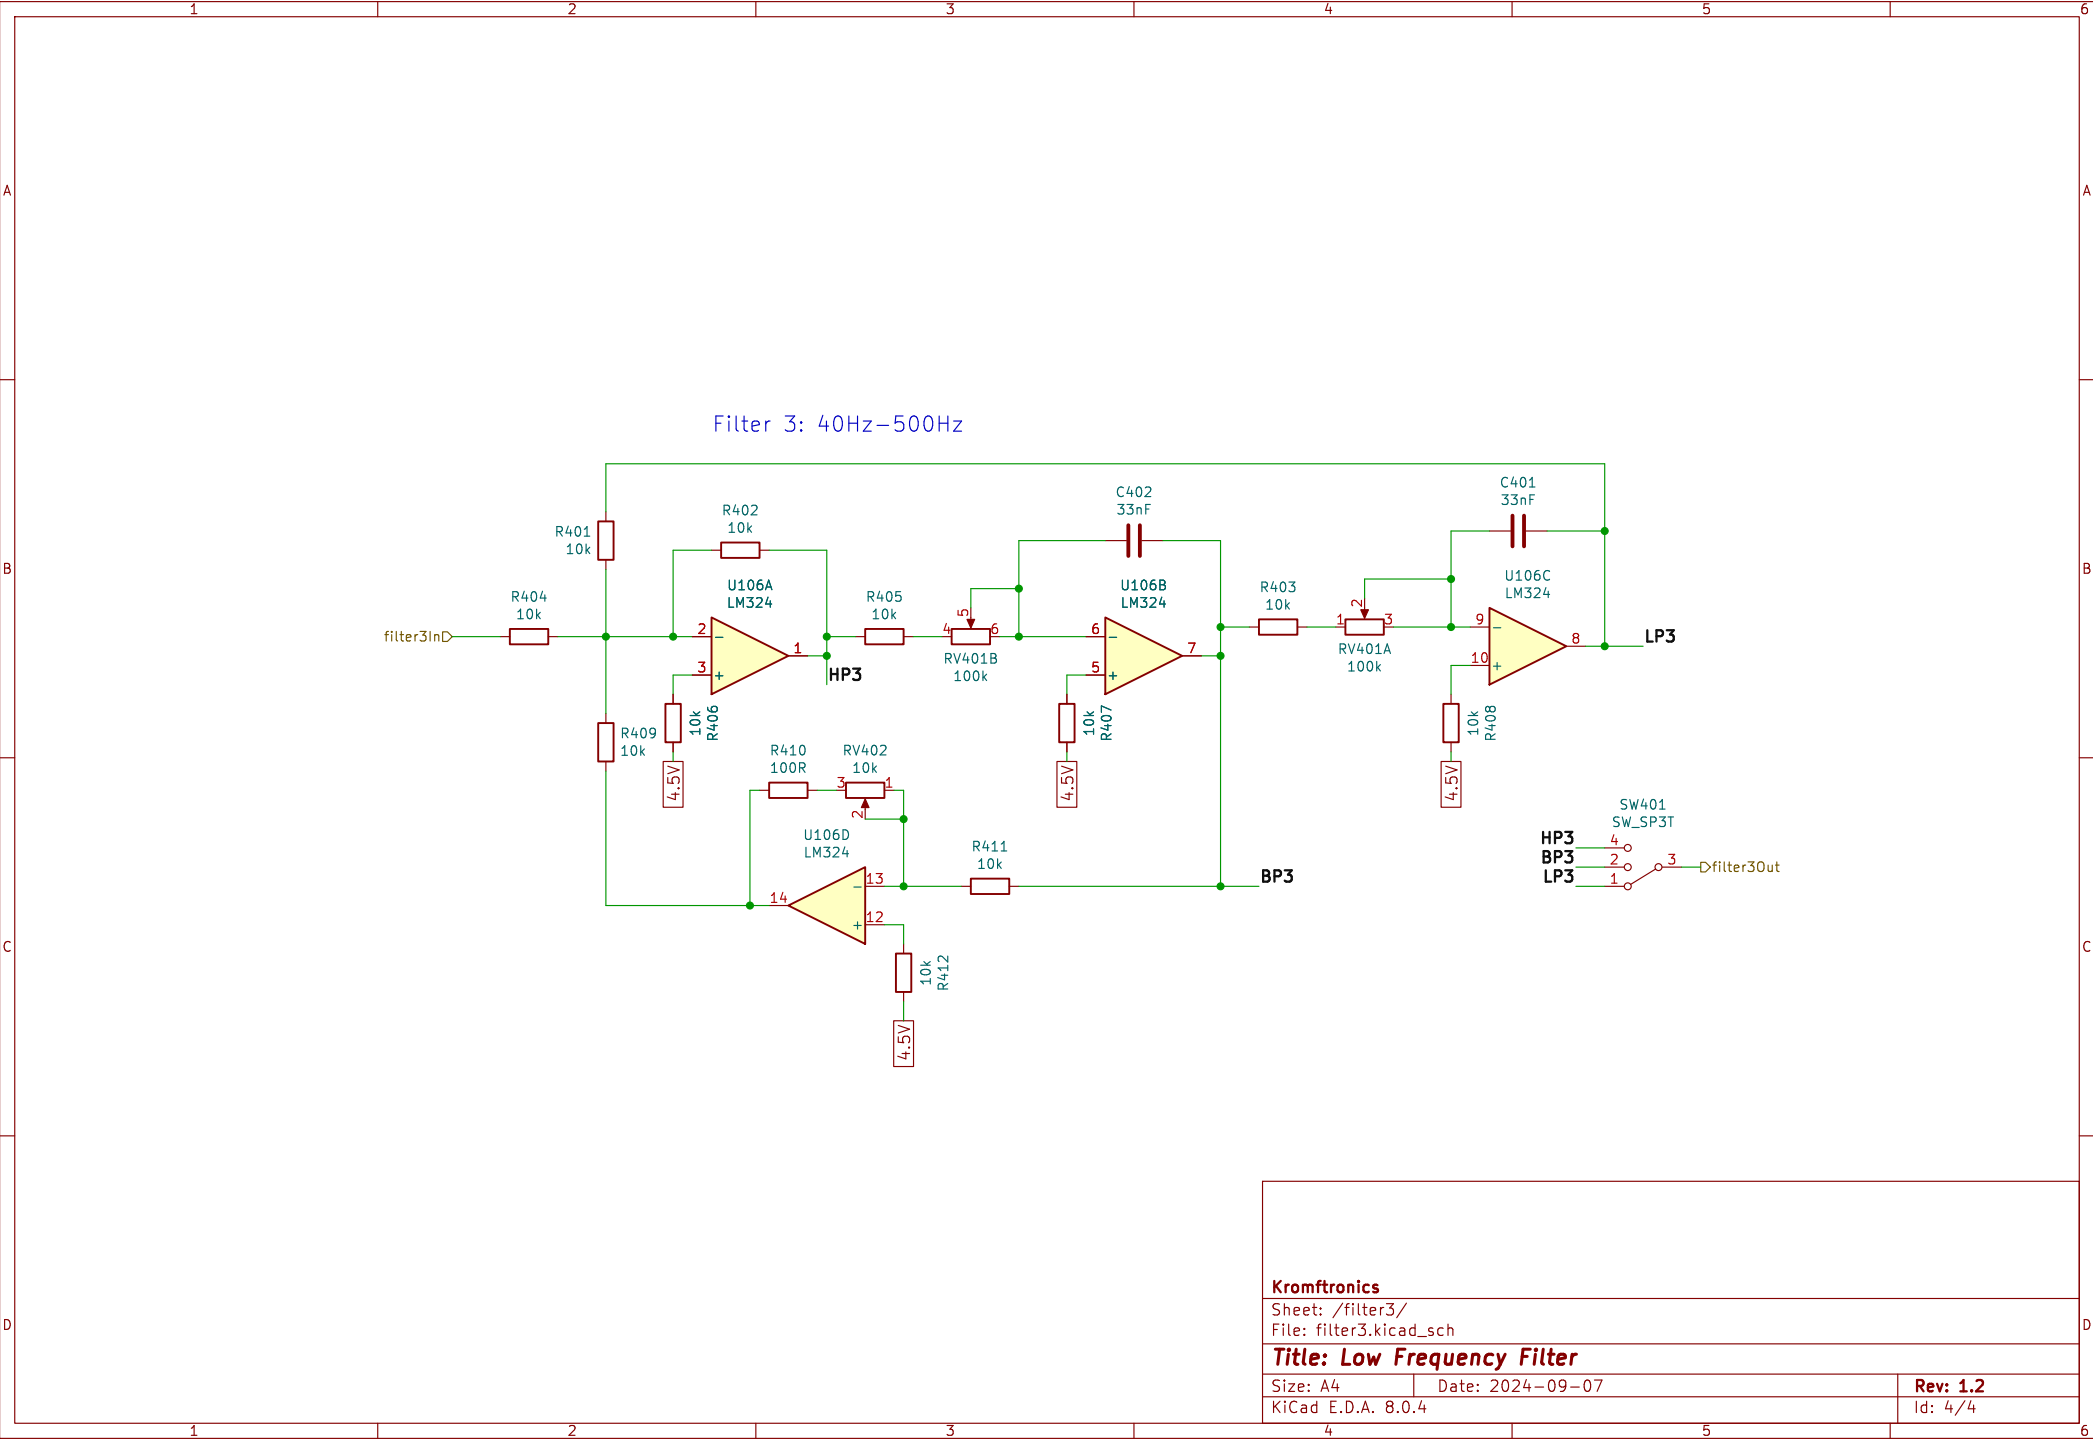 1 2 3 4 5 6
A A
Filter 3: 40Hz-500Hz
C401
33nF
C402
33nF
R402
10k
R401
10k
B B
U106A
LM324
U106B
LM324
U106C
LM324
R404
10k
R405
10k
R403
10k
filter3In
2
3
1
HP3
4 5 6
RV401B
100k
6
5
7
1 2 3
RV401A
100k
9
10
8
LP3
R409
10k
10k
R406
10k
R407
10k
R408
4.5V
4.5V
4.5V
R410
100R
RV402
10k
3 1
2
SW401
SW_SP3T
HP3 4
BP3 2
LP3 1
3 filter3Out
U106D
LM324
R411
10k
14
13
12
BP3
C C
10k
R412
4.5V
D D
Kromftronics
Sheet: /filter3/
File: filter3.kicad_sch
Title: Low Frequency Filter
Size: A4 Date: 2024-09-07 Rev: 1.2
KiCad E.D.A. 8.0.4 Id: 4/4
1 2 3 4 5 6